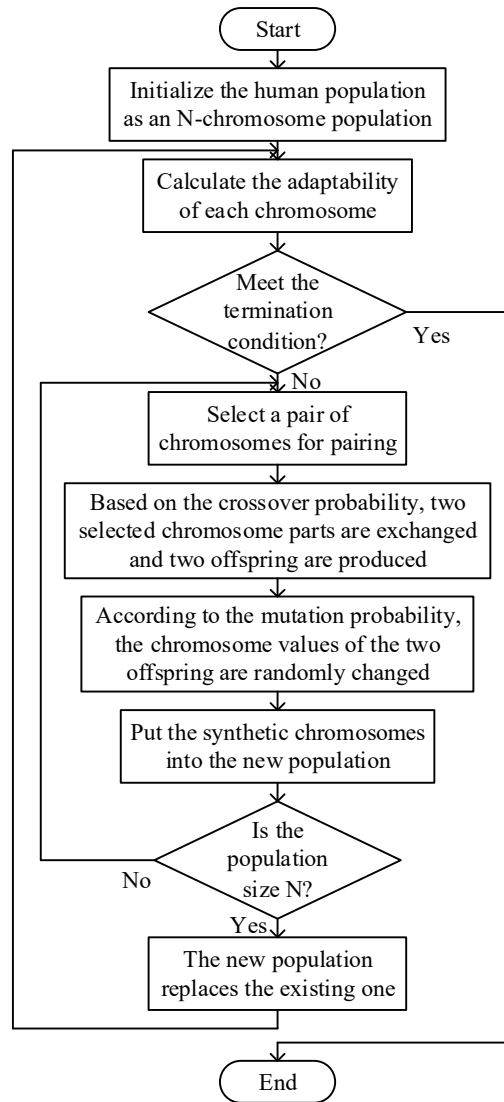 Start
Initialize the human population
as an N-chromosome population
Calculate the adaptability
of each chromosome
Meet the
termination
condition?
Yes
No
Select a pair of
chromosomes for pairing
Based on the crossover probability, two
selected chromosome parts are exchanged
and two offspring are produced
According to the mutation probability,
the chromosome values of the two
offspring are randomly changed
Put the synthetic chromosomes
into the new population
Is the
population
size N?
No
Yes
The new population
replaces the existing one
End